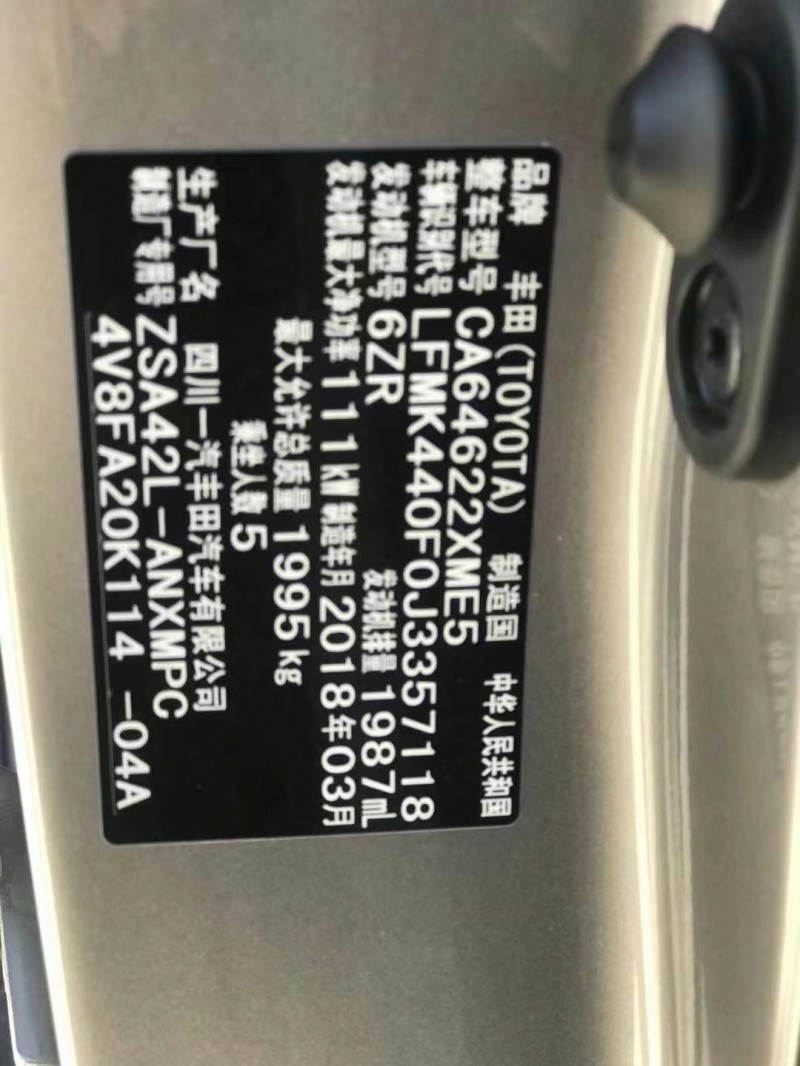 品牌 丰田(TOYOTA) 制造国 中华人民共和国
整车型号 CA64622XME5
车辆识别代号 LFMK440F0J3357118
发动机型号 6ZR 发动机排量 1987mL
发动机最大净功率 111kW 制造年月 2018年03月
最大允许总质量 1995kg
乘坐人数 5
生产厂名 四川一汽丰田汽车有限公司
制造厂专用号 ZSA42L-ANXMPC
4V8FA20K114 -04A